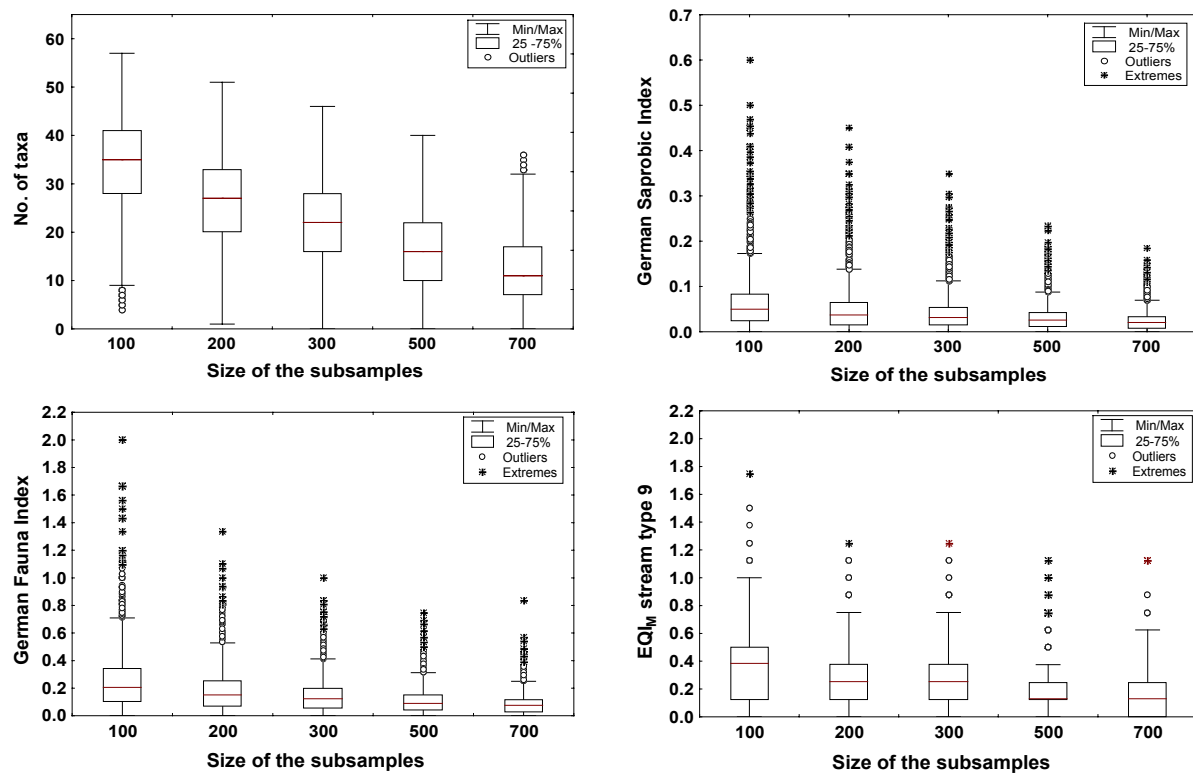 60
50
40
30
20
10
0
No. of taxa
Min/Max
25 -75%
Outliers
100 200 300 500 700
Size of the subsamples
0.7
0.6
0.5
0.4
0.3
0.2
0.1
0.0
German Saprobic Index
Min/Max
25-75%
Outliers
Extremes
100 200 300 500 700
Size of the subsamples
2.2
2.0
1.8
1.6
1.4
1.2
1.0
0.8
0.6
0.4
0.2
0.0
German Fauna Index
Min/Max
25-75%
Outliers
Extremes
100 200 300 500 700
Size of the subsamples
2.2
2.0
1.8
1.6
1.4
1.2
1.0
0.8
0.6
0.4
0.2
0.0
EQIM stream type 9
Min/Max
25-75%
Outliers
Extremes
100 200 300 500 700
Size of the subsamples